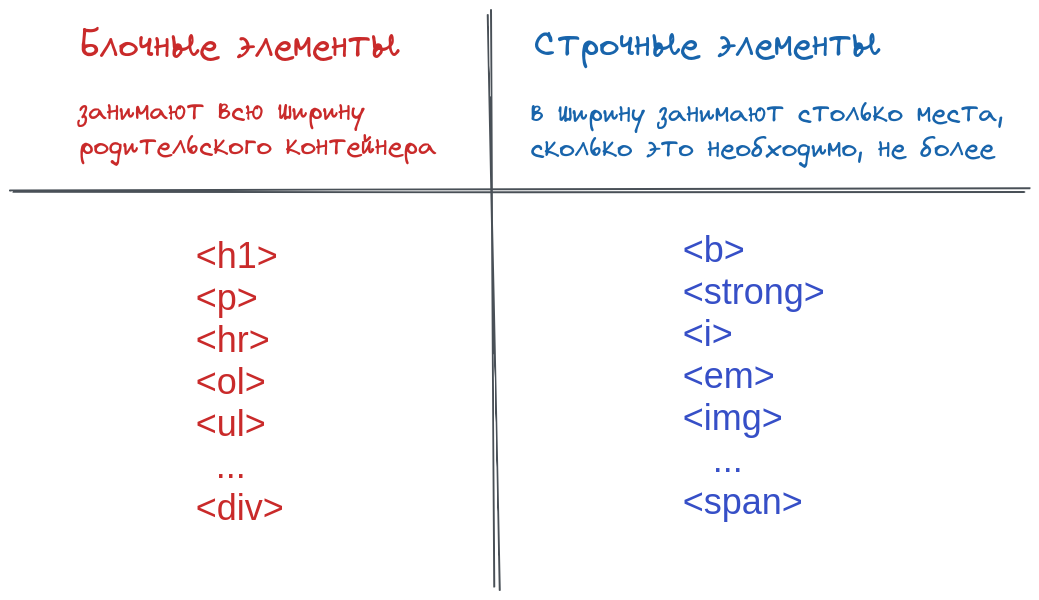 Блочные элементы
занимают всю ширину
родительского контейнера
<h1>
<p>
<hr>
<ol>
<ul>
...
<div>
Строчные элементы
в ширину занимают столько места,
сколько это необходимо, не более
<b>
<strong>
<i>
<em>
<img>
...
<span>